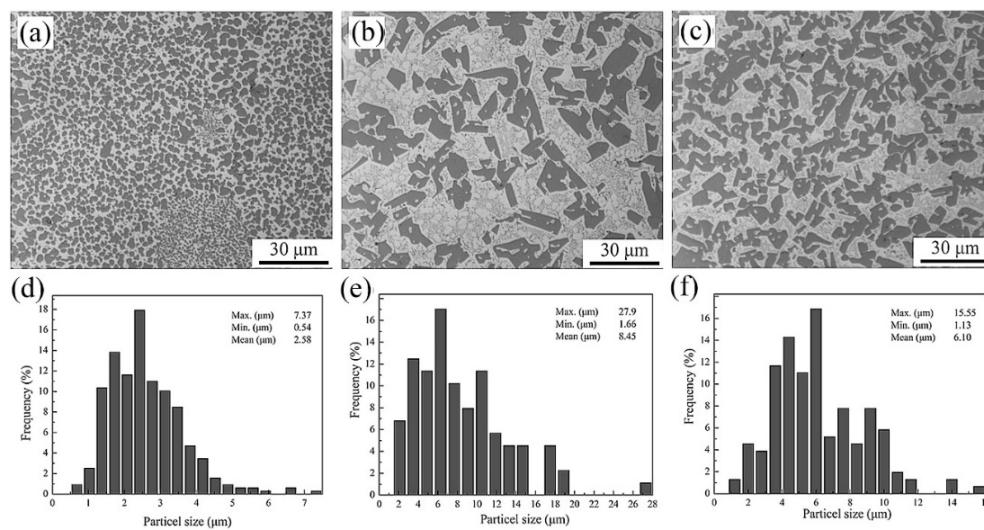 (a)
30 μm
(b)
30 μm
(c)
30 μm
(d)
Max. (μm) 7.37
Min. (μm) 0.54
Mean (μm) 2.58
18
16
14
12
10
8
6
4
2
0
Frequency (%)
0 1 2 3 4 5 6 7
Particel size (μm)
(e)
Max. (μm) 27.9
Min. (μm) 1.66
Mean (μm) 8.45
16
14
12
10
8
6
4
2
0
Frequency (%)
2 4 6 8 10 12 14 16 18 20 22 24 26 28
Particel size (μm)
(f)
Max. (μm) 15.55
Min. (μm) 1.13
Mean (μm) 6.10
16
14
12
10
8
6
4
2
0
Frequency (%)
0 2 4 6 8 10 12 14 16
Particel size (μm)